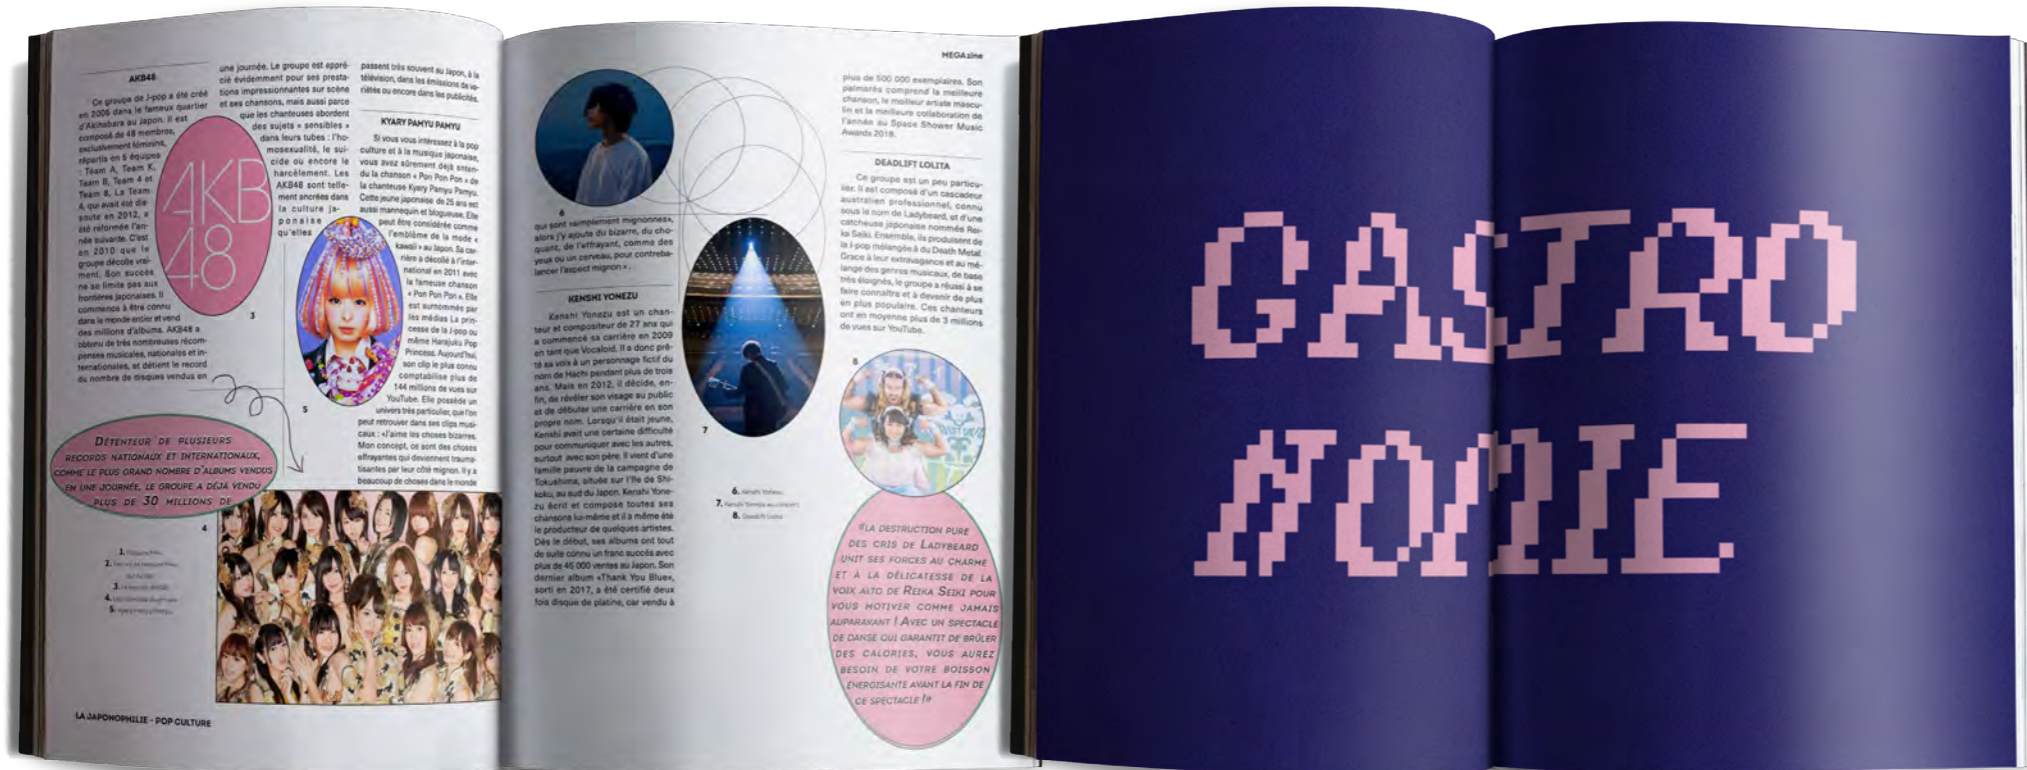 AKB48
Ce groupe de J-pop a été créé
en 2005 dans le fameux quartier
d'Akihabara au Japon. Il est
composé de 48 membres,
exclusivement féminins,
répartis en 5 équipes
: Team A, Team K,
Team B, Team 4 et
Team 8. La Team
4, qui avait été dis
soute en 2012, a
été reformée l'an-
née suivante. C'est
en 2010 que le
groupe décolle vrai-
ment. Son succès
ne se limite pas aux
frontières japonaises. Il
commence à être connu
dans le monde entier et vend
des millions d'albums. AKB48 a
obtenu de très nombreuses récom-
penses musicales, nationales et in-
ternationales, et détient le record
du nombre de disques vendus en
une journée. Le groupe est appré-
cié évidemment pour ses presta-
tions impressionnantes sur scène
et ses chansons, mais aussi parce
que les chanteuses abordent
des sujets « sensibles »
dans leurs tubes : l'ho-
mosexualité, le sui-
cide ou encore le
harcèlement. Les
AKB48 sont telle-
ment ancrées dans
la culture ja-
ponaise
qu'elles
passent très souvent au Japon, à la
télévision, dans les émissions de va-
riétés ou encore dans les publicités.
KYARY PAMYU PAMYU
Si vous vous intéressez à la pop
culture et à la musique japonaise,
vous avez sûrement déjà enten-
du la chanson « Pon Pon Pon » de
la chanteuse Kyary Pamyu Pamyu.
Cette jeune japonaise de 25 ans est
aussi mannequin et blogueuse. Elle
peut être considérée comme
l'emblème de la mode «
kawaii » au Japon. Sa car-
rière a décollé à l'inter-
national en 2011 avec
la fameuse chanson
« Pon Pon Pon ». Elle
est surnommée par
les médias La prin-
cesse de la J-pop ou
même Harajuku Pop
Princess. Aujourd'hui,
son clip le plus connu
comptabilise plus de
144 millions de vues sur
YouTube. Elle possède un
univers très particulier, que l'on
peut retrouver dans ses clips musi-
caux : «J'aime les choses bizarres.
Mon concept, ce sont des choses
effrayantes qui deviennent trauma-
tisantes par leur côté mignon. Il y a
beaucoup de choses dans le monde
AKB
48
3
5
DÉTENTEUR DE PLUSIEURS
RECORDS NATIONAUX ET INTERNATIONAUX,
COMME LE PLUS GRAND NOMBRE D'ALBUMS VENDUS
EN UNE JOURNÉE, LE GROUPE A DÉJÀ VENDU
PLUS DE 30 MILLIONS DE
4
1.
2.
3.
4.
5.
LA JAPONOPHILIE - POP CULTURE
MEGAzine
6
qui sont «simplement mignonnes»,
alors j'y ajoute du bizarre, du cho-
quant, de l'effrayant, comme des
yeux ou un cerveau, pour contreba-
lancer l'aspect mignon ».
KENSHI YONEZU
Kenshi Yonezu est un chan-
teur et compositeur de 27 ans qui
a commencé sa carrière en 2009
en tant que Vocaloid. Il a donc prê-
té sa voix à un personnage fictif du
nom de Hachi pendant plus de trois
ans. Mais en 2012, il décide, en-
fin, de révéler son visage au public
et de débuter une carrière en son
propre nom. Lorsqu'il était jeune,
Kenshi avait une certaine difficulté
pour communiquer avec les autres,
surtout avec son père. Il vient d'une
famille pauvre de la campagne de
Tokushima, située sur l'île de Shi-
koku, au sud du Japon. Kenshi Yone-
zu écrit et compose toutes ses
chansons lui-même et il a même été
le producteur de quelques artistes.
Dès le début, ses albums ont tout
de suite connu un franc succès avec
plus de 46 000 ventes au Japon. Son
dernier album «Thank You Blue»,
sorti en 2017, a été certifié deux
fois disque de platine, car vendu à
7
6. Kenshi Yonezu
7. Kenshi Yonezu en concert
8. Deadlift Lolita
plus de 500 000 exemplaires. Son
palmarès comprend la meilleure
chanson, le meilleur artiste mascu-
lin et la meilleure collaboration de
l'année au Space Shower Music
Awards 2018.
DEADLIFT LOLITA
Ce groupe est un peu particu-
lier. Il est composé d'un cascadeur
australien professionnel, connu
sous le nom de Ladybeard, et d'une
catcheuse japonaise nommée Rei-
ka Saiki. Ensemble, ils produisent de
la J-pop mélangée à du Death Metal.
Grace à leur extravagance et au mé-
lange des genres musicaux, de base
très éloignés, le groupe a réussi à se
faire connaître et à devenir de plus
en plus populaire. Ces chanteurs
ont en moyenne plus de 3 millions
de vues sur YouTube.
8
«LA DESTRUCTION PURE
DES CRIS DE LADYBEARD
UNIT SES FORCES AU CHARME
ET À LA DÉLICATESSE DE LA
VOIX ALTO DE REIKA SEIKI POUR
VOUS MOTIVER COMME JAMAIS
AUPARAVANT ! AVEC UN SPECTACLE
DE DANSE QUI GARANTIT DE BRÛLER
DES CALORIES, VOUS AUREZ
BESOIN DE VOTRE BOISSON
ÉNERGISANTE AVANT LA FIN DE
CE SPECTACLE !»
GASTRO
NOMIE